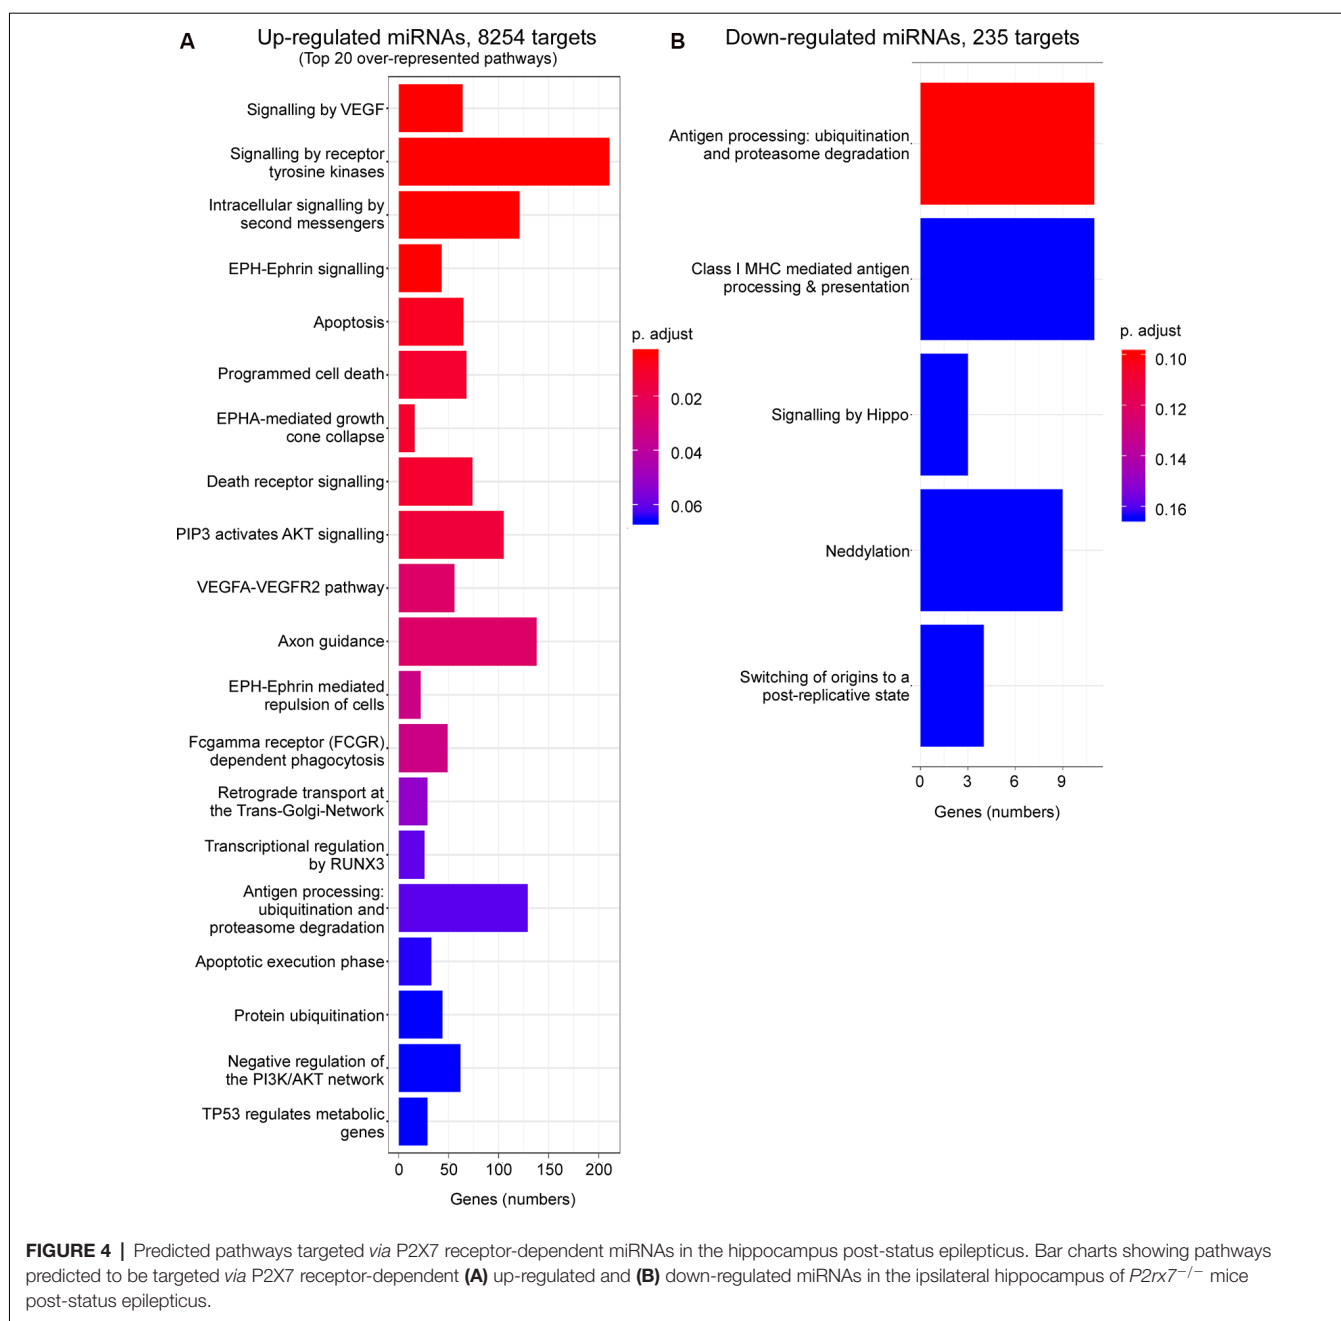 A
Up-regulated miRNAs, 8254 targets
(Top 20 over-represented pathways)
Signalling by VEGF
Signalling by receptor
tyrosine kinases
Intracellular signalling by
second messengers
EPH-Ephrin signalling
Apoptosis
Programmed cell death
EPHA-mediated growth
cone collapse
Death receptor signalling
PIP3 activates AKT signalling
VEGFA-VEGFR2 pathway
Axon guidance
EPH-Ephrin mediated
repulsion of cells
Fcgamma receptor (FCGR)
dependent phagocytosis
Retrograde transport at
the Trans-Golgi-Network
Transcriptional regulation
by RUNX3
Antigen processing:
ubiquitination and
proteasome degradation
Apoptotic execution phase
Protein ubiquitination
Negative regulation of
the PI3K/AKT network
TP53 regulates metabolic
genes
0 50 100 150 200
Genes (numbers)
p. adjust
0.02
0.04
0.06
B
Down-regulated miRNAs, 235 targets
Antigen processing: ubiquitination
and proteasome degradation
Class I MHC mediated antigen
processing & presentation
Signalling by Hippo
Neddylation
Switching of origins to a
post-replicative state
0 3 6 9
Genes (numbers)
p. adjust
0.10
0.12
0.14
0.16
FIGURE 4 | Predicted pathways targeted via P2X7 receptor-dependent miRNAs in the hippocampus post-status epilepticus. Bar charts showing pathways
predicted to be targeted via P2X7 receptor-dependent (A) up-regulated and (B) down-regulated miRNAs in the ipsilateral hippocampus of P2rx7−/− mice
post-status epilepticus.